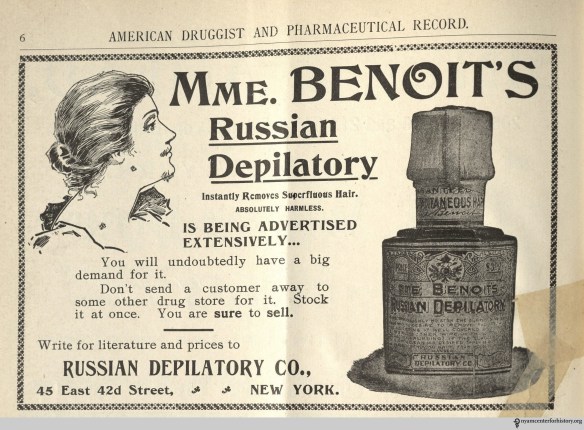 6
AMERICAN DRUGGIST AND PHARMACEUTICAL RECORD.
MME. BENOIT'S
Russian
Depilatory
Instantly Removes Superfluous Hair.
ABSOLUTELY HARMLESS.
IS BEING ADVERTISED
EXTENSIVELY...
You will undoubtedly have a big
demand for it.
Don't send a customer away to
some other drug store for it. Stock
it at once. You are sure to sell.
Write for literature and prices to
RUSSIAN DEPILATORY CO.,
45 East 42d Street, NEW YORK.
MME. BENOIT'S
RUSSIAN DEPILATORY
RUSSIAN
DEPILATORY CO.
nyamcenterforhistory.org